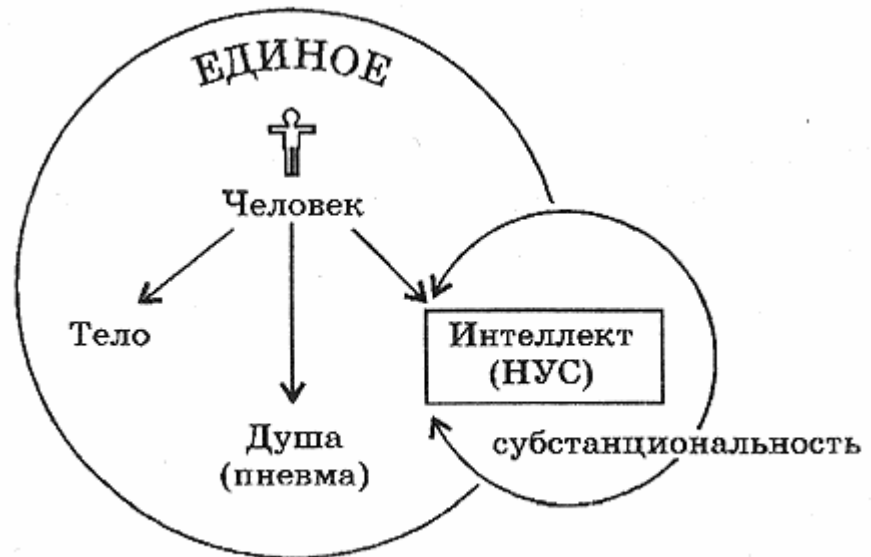 ЕДИНОЕ
Человек
Тело
Интеллект
(НУС)
Душа
(пневма)
субстанциональность